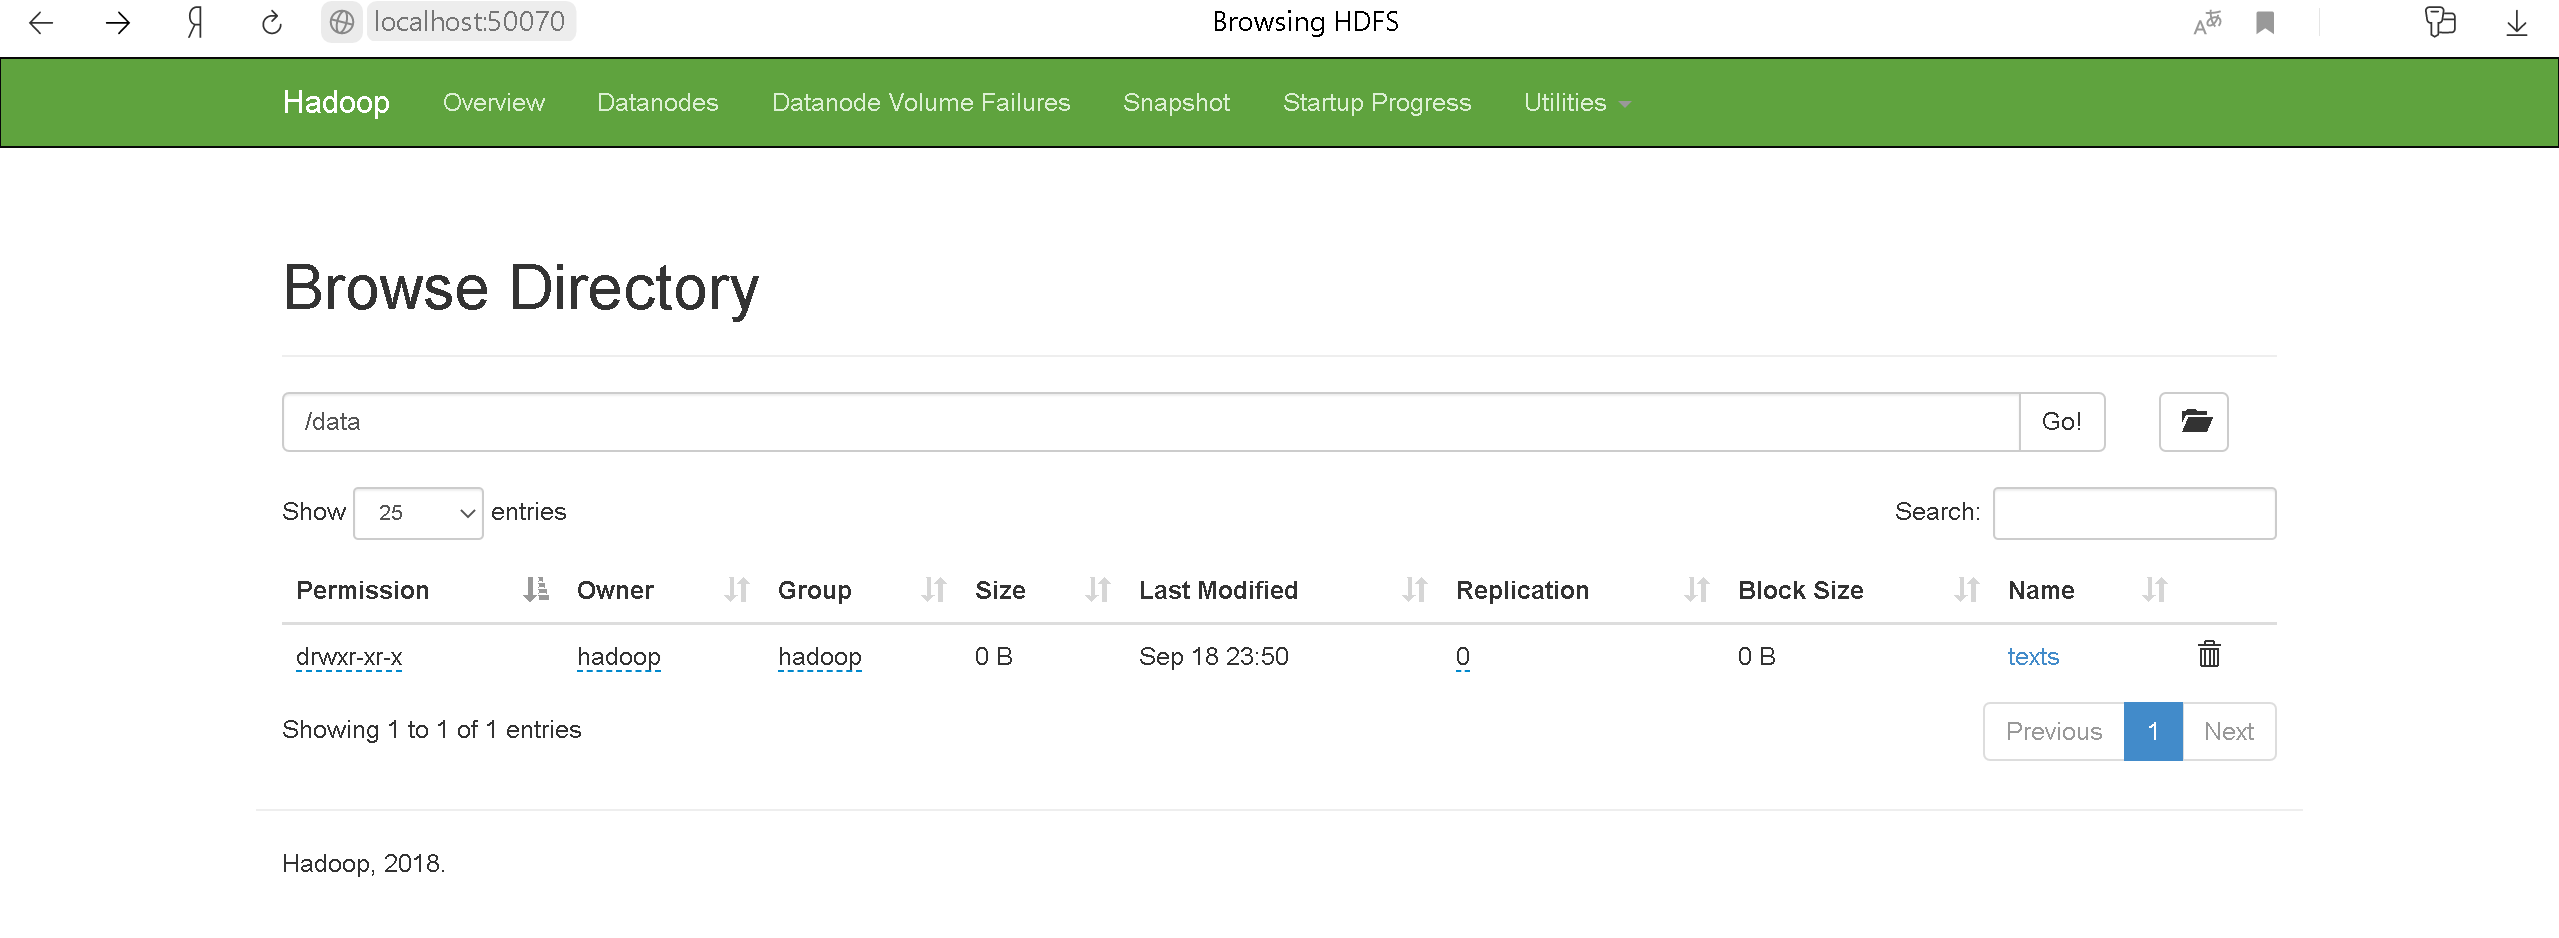 Я localhost:50070 Browsing HDFS Aあ
Hadoop Overview Datanodes Datanode Volume Failures Snapshot Startup Progress Utilities
Browse Directory
/data Go!
Show 25 entries Search:
Permission Owner Group Size Last Modified Replication Block Size Name
drwxr-xr-x hadoop hadoop 0 B Sep 18 23:50 0 0 B texts
Showing 1 to 1 of 1 entries Previous 1 Next
Hadoop, 2018.